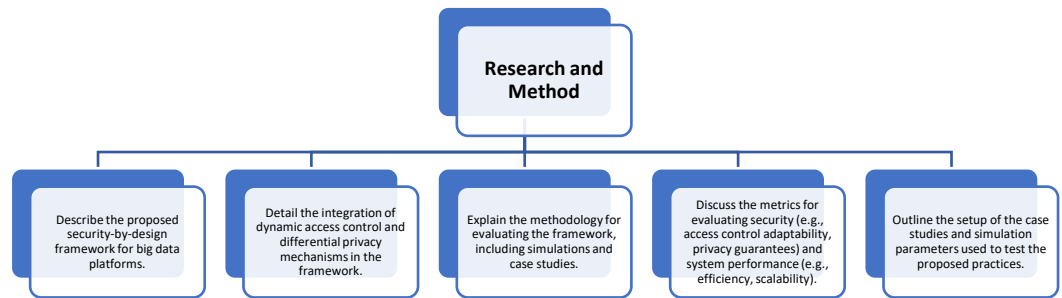 Research and
Method
Describe the proposed
security-by-design
framework for big data
platforms.
Detail the integration of
dynamic access control and
differential privacy
mechanisms in the
framework.
Explain the methodology for
evaluating the framework,
including simulations and
case studies.
Discuss the metrics for
evaluating security (e.g.,
access control adaptability,
privacy guarantees) and
system performance (e.g.,
efficiency, scalability).
Outline the setup of the case
studies and simulation
parameters used to test the
proposed practices.